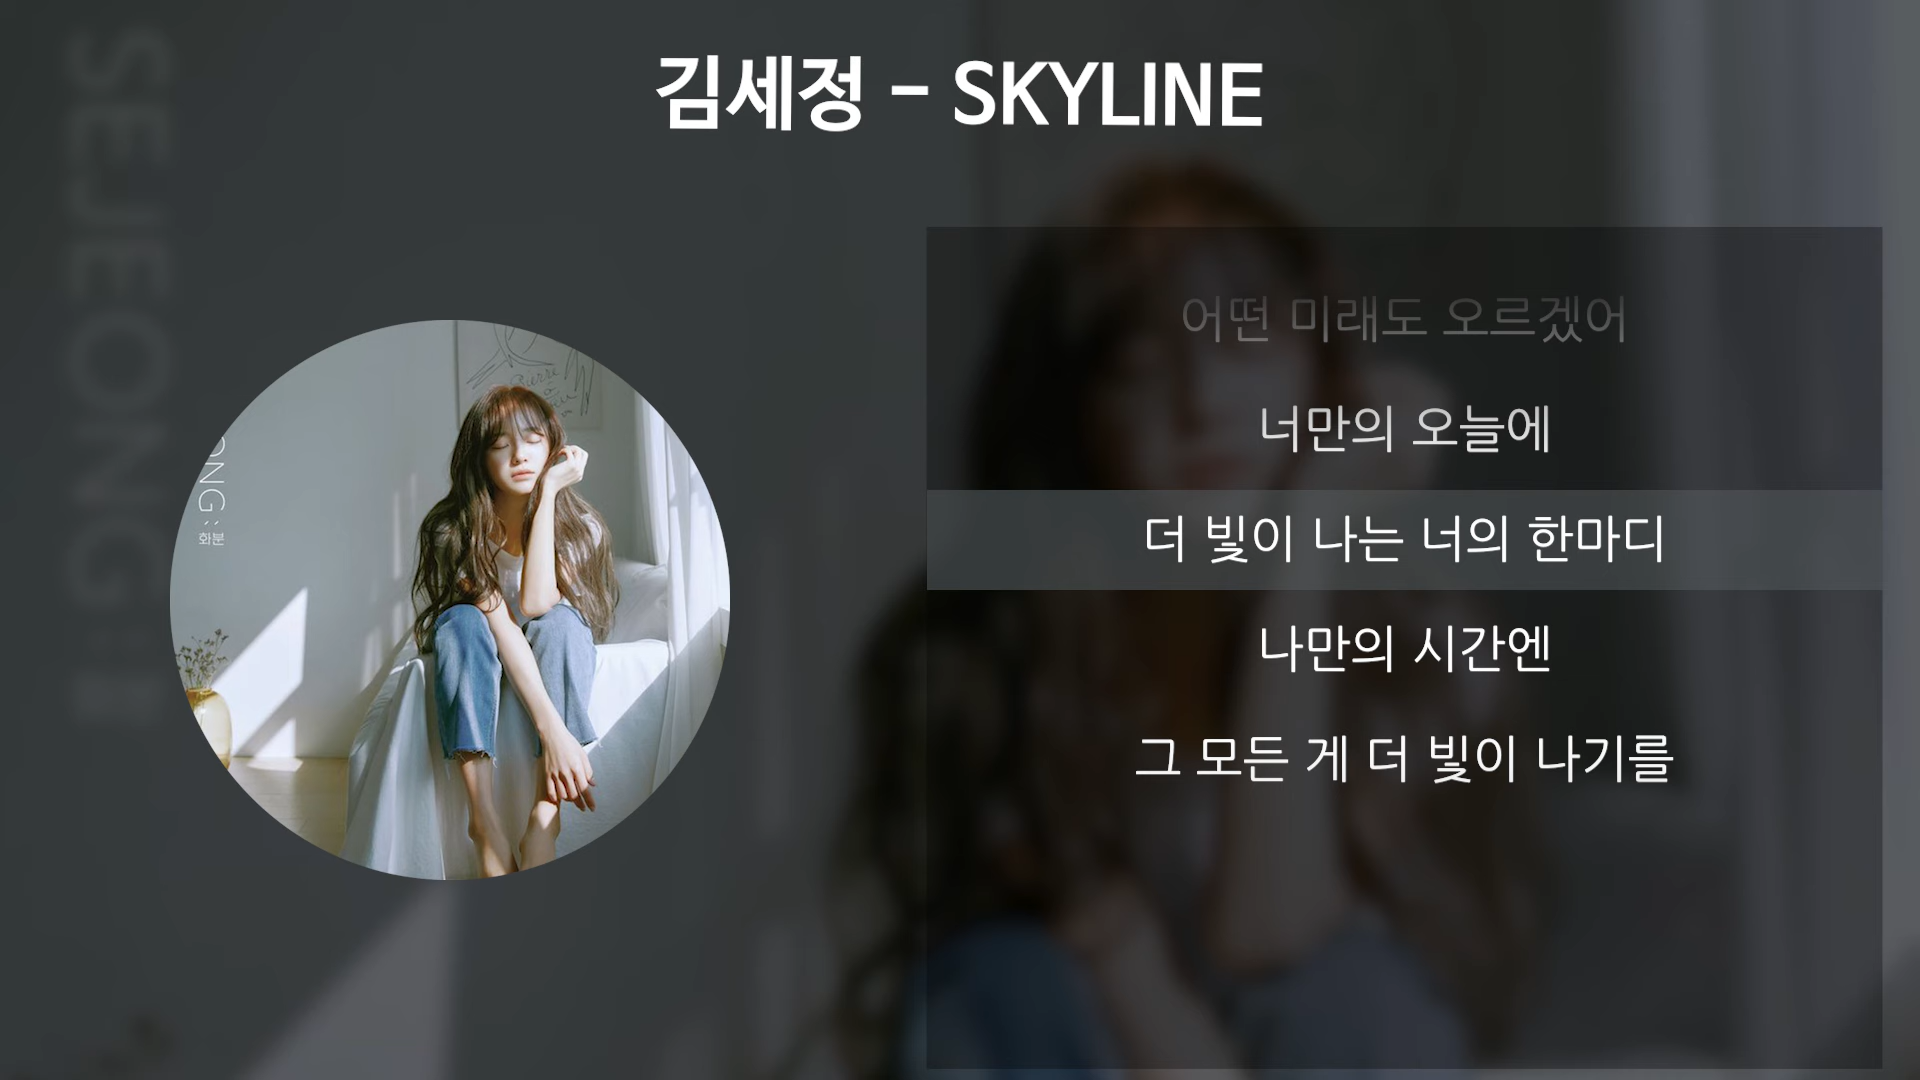 김세정 - SKYLINE
SEJEONG
어떤 미래도 오르겠어
너만의 오늘에
더 빛이 나는 너의 한마디
나만의 시간엔
그 모든 게 더 빛이 나기를
ONG : 화분
Pierre